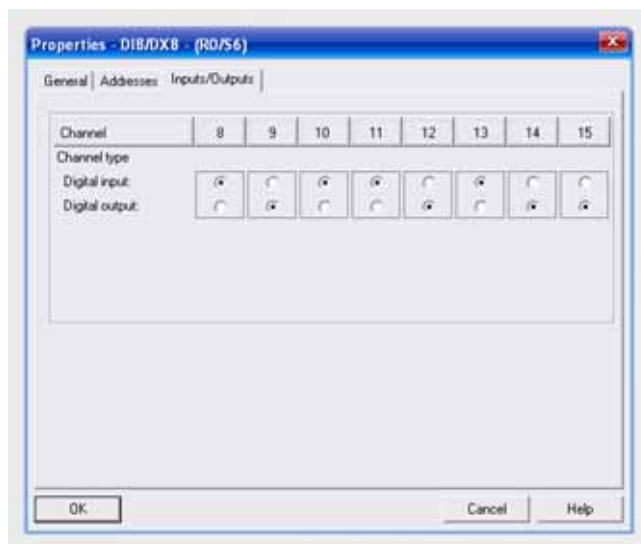 Properties - DI8/DX8 - (R0/S6)
General Addresses Inputs/Outputs
Channel 8 9 10 11 12 13 14 15
Channel type
Digital input:
Digital output:
OK Cancel Help